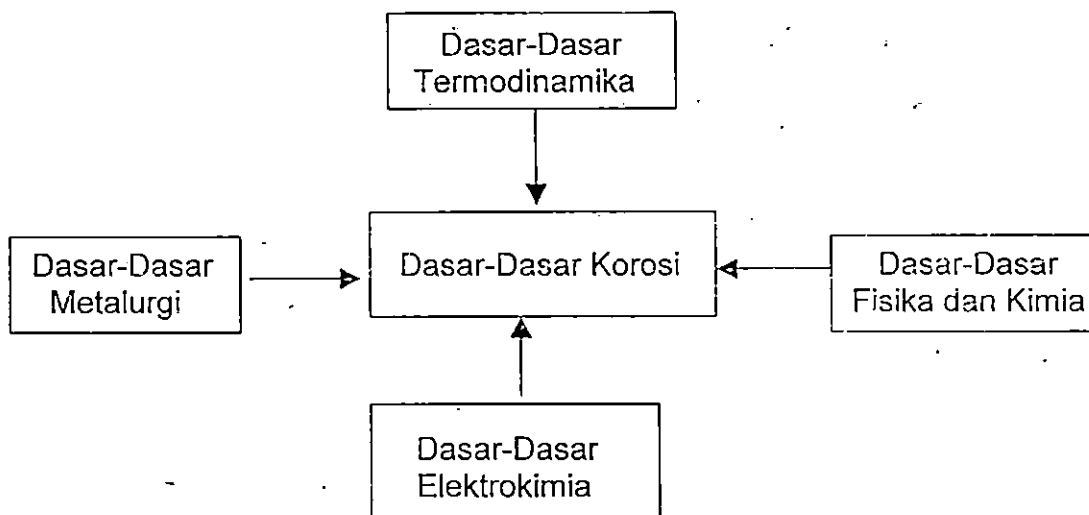 Dasar-Dasar
Termodinamika
Dasar-Dasar
Metalurgi
Dasar-Dasar Korosi
Dasar-Dasar
Fisika dan Kimia
Dasar-Dasar
Elektrokimia